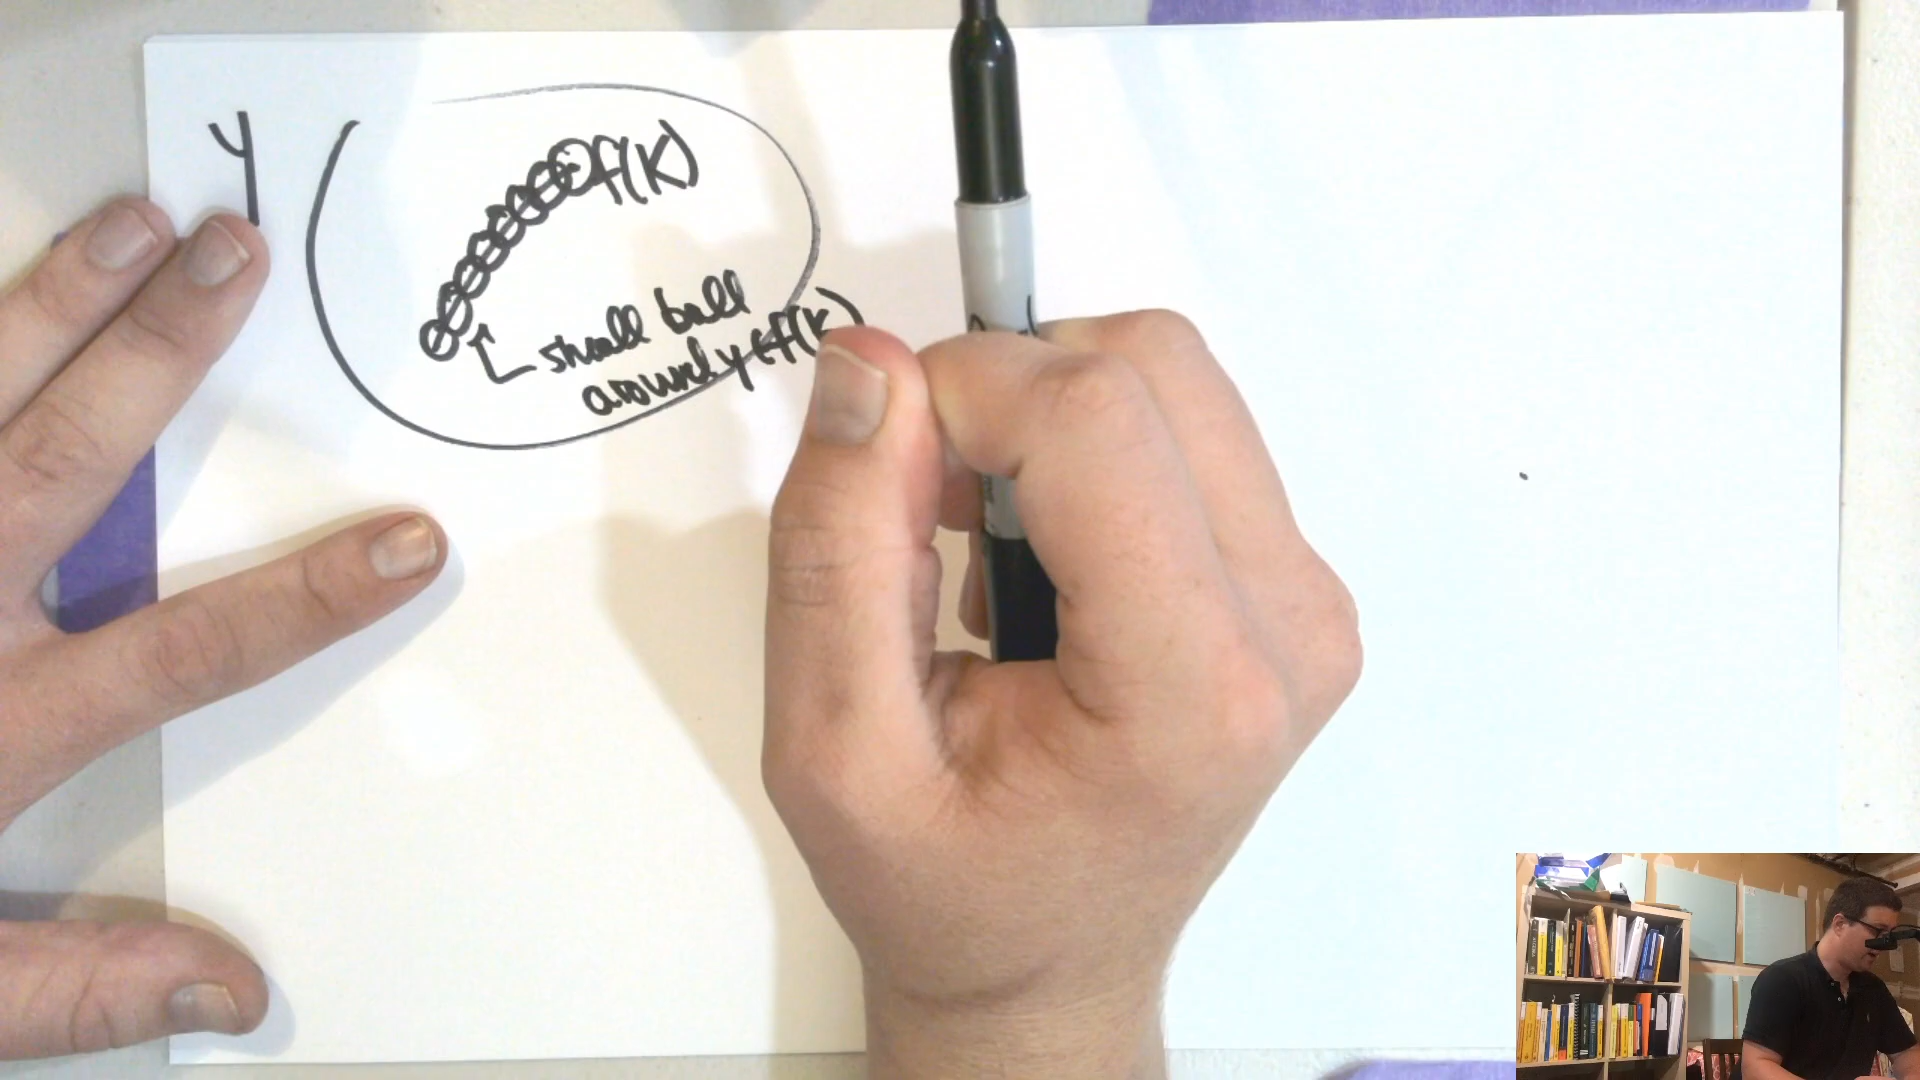 Y
f(K)
small ball
around y ∈ f(K)